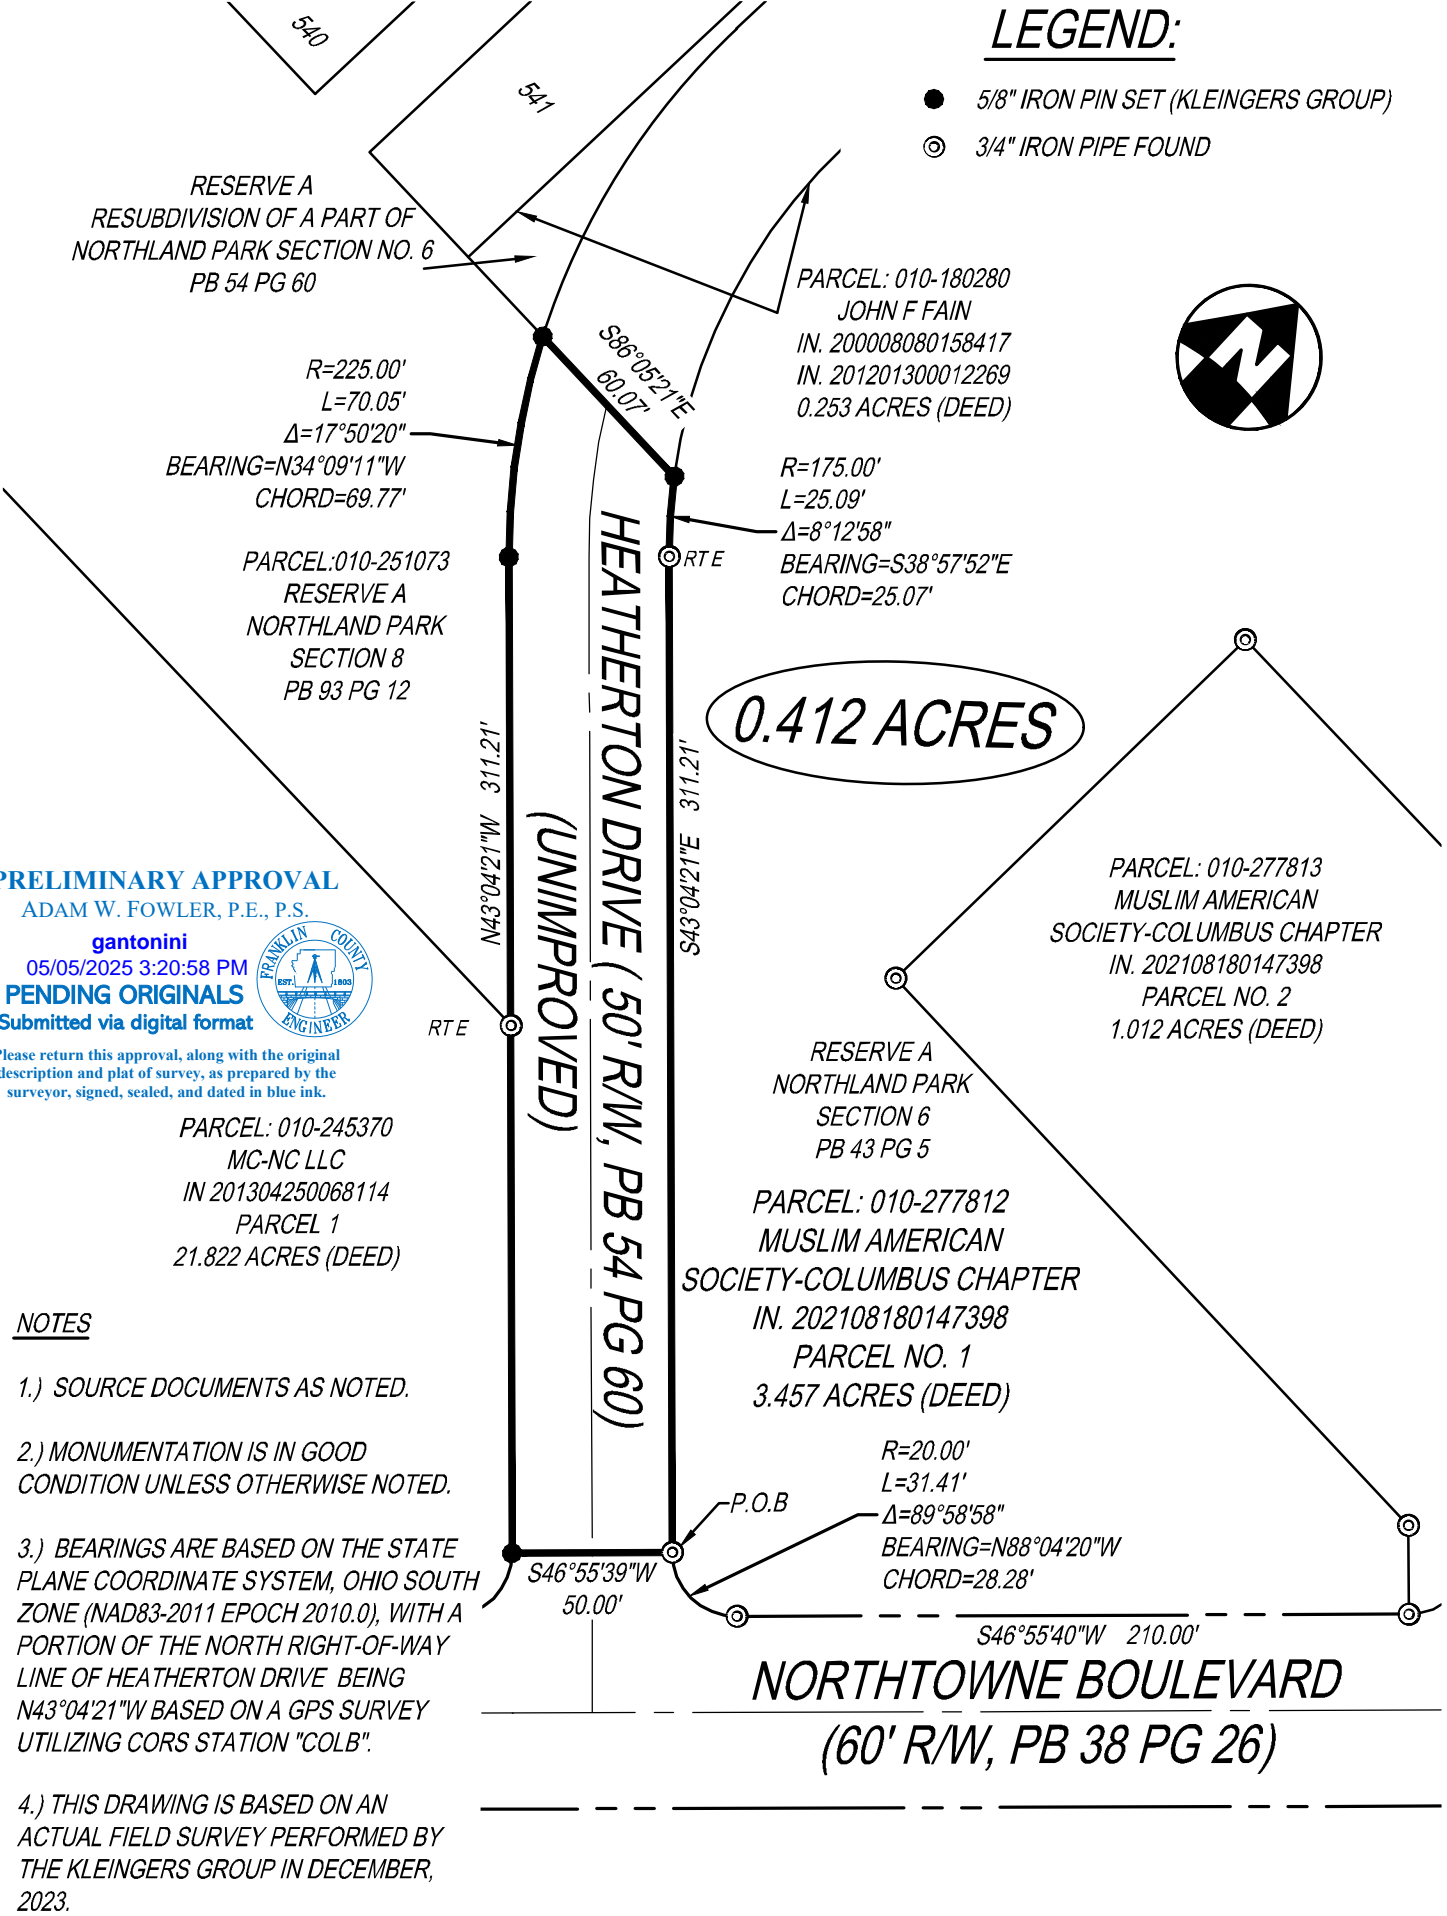 540
541
LEGEND:
5/8" IRON PIN SET (KLEINGERS GROUP)
3/4" IRON PIPE FOUND
RESERVE A
RESUBDIVISION OF A PART OF
NORTHLAND PARK SECTION NO. 6
PB 54 PG 60
PARCEL: 010-180280
JOHN F FAIN
IN. 200008080158417
IN. 201201300012269
0.253 ACRES (DEED)
N
S86°05'21"E
60.07'
R=225.00'
L=70.05'
Δ=17°50'20"
BEARING=N34°09'11"W
CHORD=69.77'
R=175.00'
L=25.09'
Δ=8°12'58"
BEARING=S38°57'52"E
CHORD=25.07'
RT E
PARCEL:010-251073
RESERVE A
NORTHLAND PARK
SECTION 8
PB 93 PG 12
0.412 ACRES
N43°04'21"W 311.21'
S43°04'21"E 311.21'
HEATHERTON DRIVE ( 50' R/W, PB 54 PG 60)
(UNIMPROVED)
PRELIMINARY APPROVAL
ADAM W. FOWLER, P.E., P.S.
gantonini
05/05/2025 3:20:58 PM
PENDING ORIGINALS
Submitted via digital format
Please return this approval, along with the original
description and plat of survey, as prepared by the
surveyor, signed, sealed, and dated in blue ink.
FRANKLIN COUNTY
EST. 1803
ENGINEER
RT E
PARCEL: 010-277813
MUSLIM AMERICAN
SOCIETY-COLUMBUS CHAPTER
IN. 202108180147398
PARCEL NO. 2
1.012 ACRES (DEED)
RESERVE A
NORTHLAND PARK
SECTION 6
PB 43 PG 5
PARCEL: 010-245370
MC-NC LLC
IN 201304250068114
PARCEL 1
21.822 ACRES (DEED)
PARCEL: 010-277812
MUSLIM AMERICAN
SOCIETY-COLUMBUS CHAPTER
IN. 202108180147398
PARCEL NO. 1
3.457 ACRES (DEED)
NOTES
1.) SOURCE DOCUMENTS AS NOTED.
2.) MONUMENTATION IS IN GOOD
CONDITION UNLESS OTHERWISE NOTED.
3.) BEARINGS ARE BASED ON THE STATE
PLANE COORDINATE SYSTEM, OHIO SOUTH
ZONE (NAD83-2011 EPOCH 2010.0), WITH A
PORTION OF THE NORTH RIGHT-OF-WAY
LINE OF HEATHERTON DRIVE BEING
N43°04'21"W BASED ON A GPS SURVEY
UTILIZING CORS STATION "COLB".
4.) THIS DRAWING IS BASED ON AN
ACTUAL FIELD SURVEY PERFORMED BY
THE KLEINGERS GROUP IN DECEMBER,
2023.
P.O.B
R=20.00'
L=31.41'
Δ=89°58'58"
BEARING=N88°04'20"W
CHORD=28.28'
S46°55'39"W
50.00'
S46°55'40"W 210.00'
NORTHTOWNE BOULEVARD
(60' R/W, PB 38 PG 26)